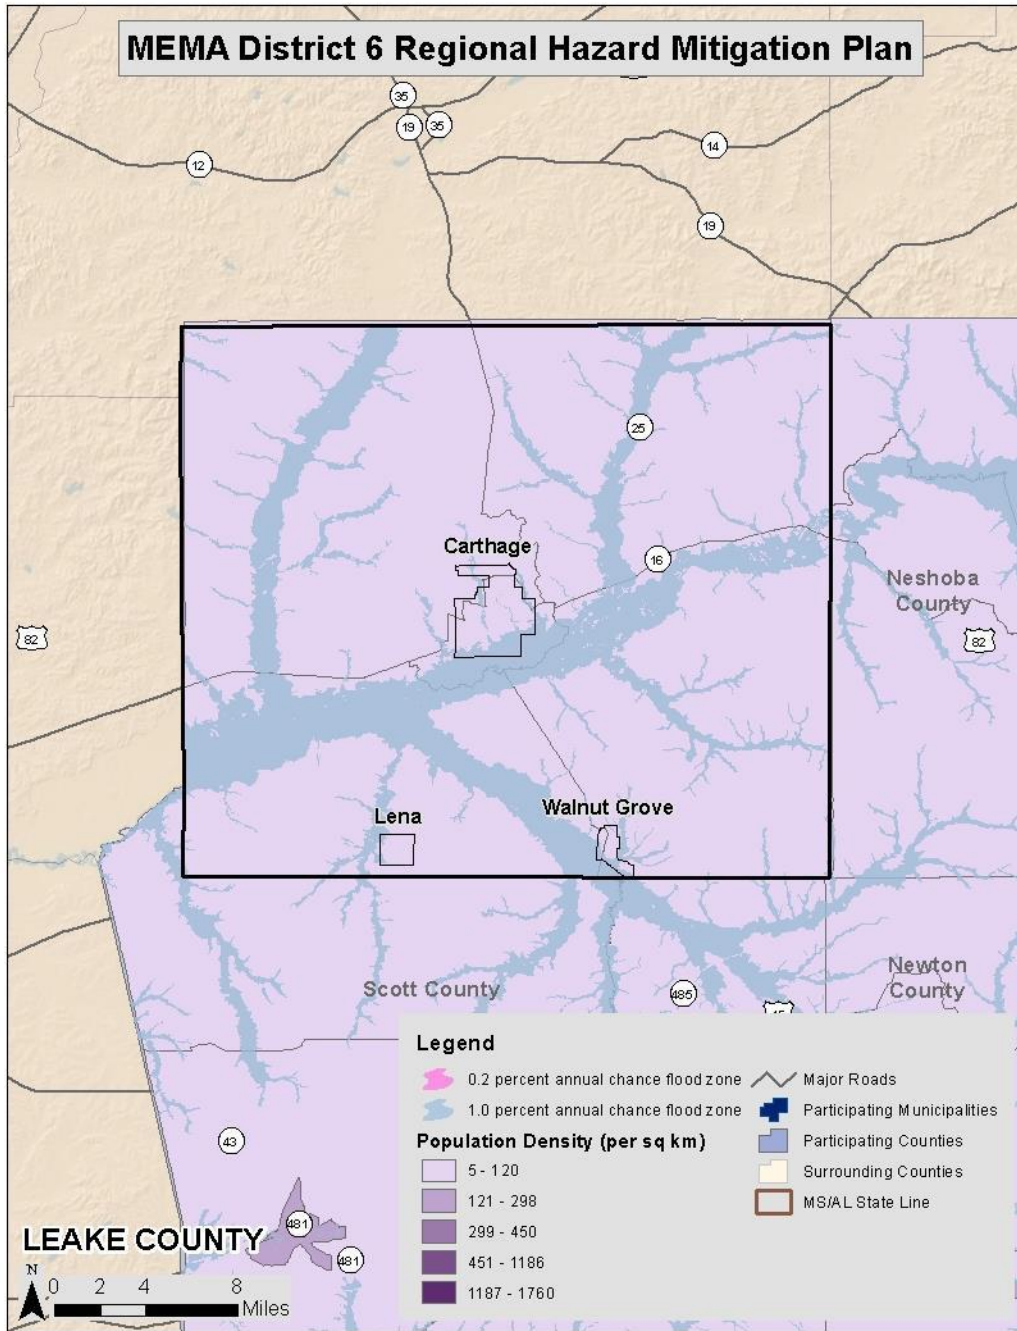 MEMA District 6 Regional Hazard Mitigation Plan
35
19
35
12
14
19
25
Carthage
16
Neshoba
County
82
82
Lena
Walnut Grove
Scott County
Newton
County
485
Legend
0.2 percent annual chance flood zone
1.0 percent annual chance flood zone
Population Density (per sq km)
5 - 120
121 - 298
299 - 450
451 - 1186
1187 - 1760
Major Roads
Participating Municipalities
Participating Counties
Surrounding Counties
MS/AL State Line
43
481
481
LEAKE COUNTY
N
0 2 4 8
Miles